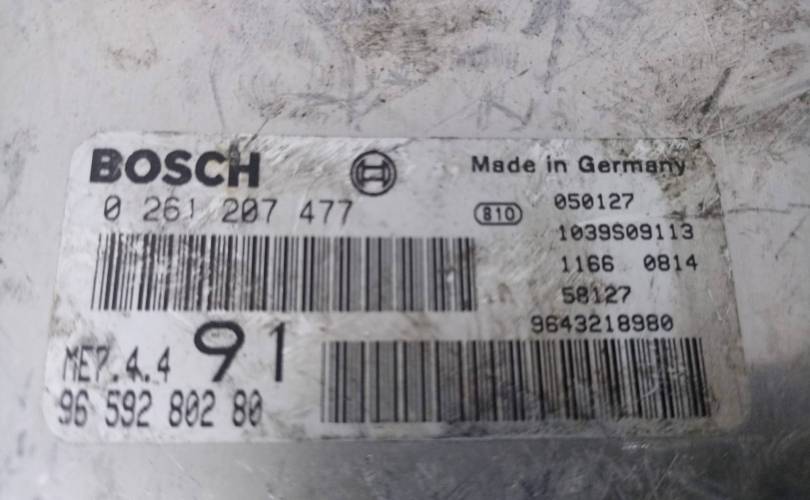 BOSCH
Made in Germany
0 261 207 477
810
050127
1039S09113
1166 0814
58127
9643218980
ME7.4.4 91
96 592 802 80